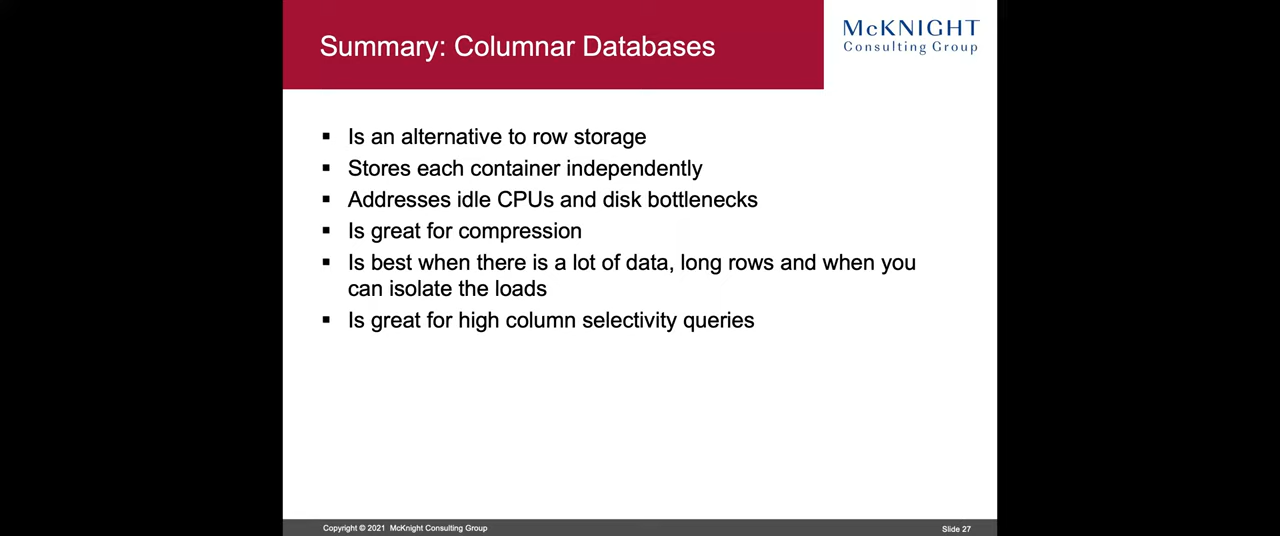 Summary: Columnar Databases
McKNIGHT
Consulting Group
▪ Is an alternative to row storage
▪ Stores each container independently
▪ Addresses idle CPUs and disk bottlenecks
▪ Is great for compression
▪ Is best when there is a lot of data, long rows and when you
can isolate the loads
▪ Is great for high column selectivity queries
Copyright © 2021 McKnight Consulting Group
Slide 27